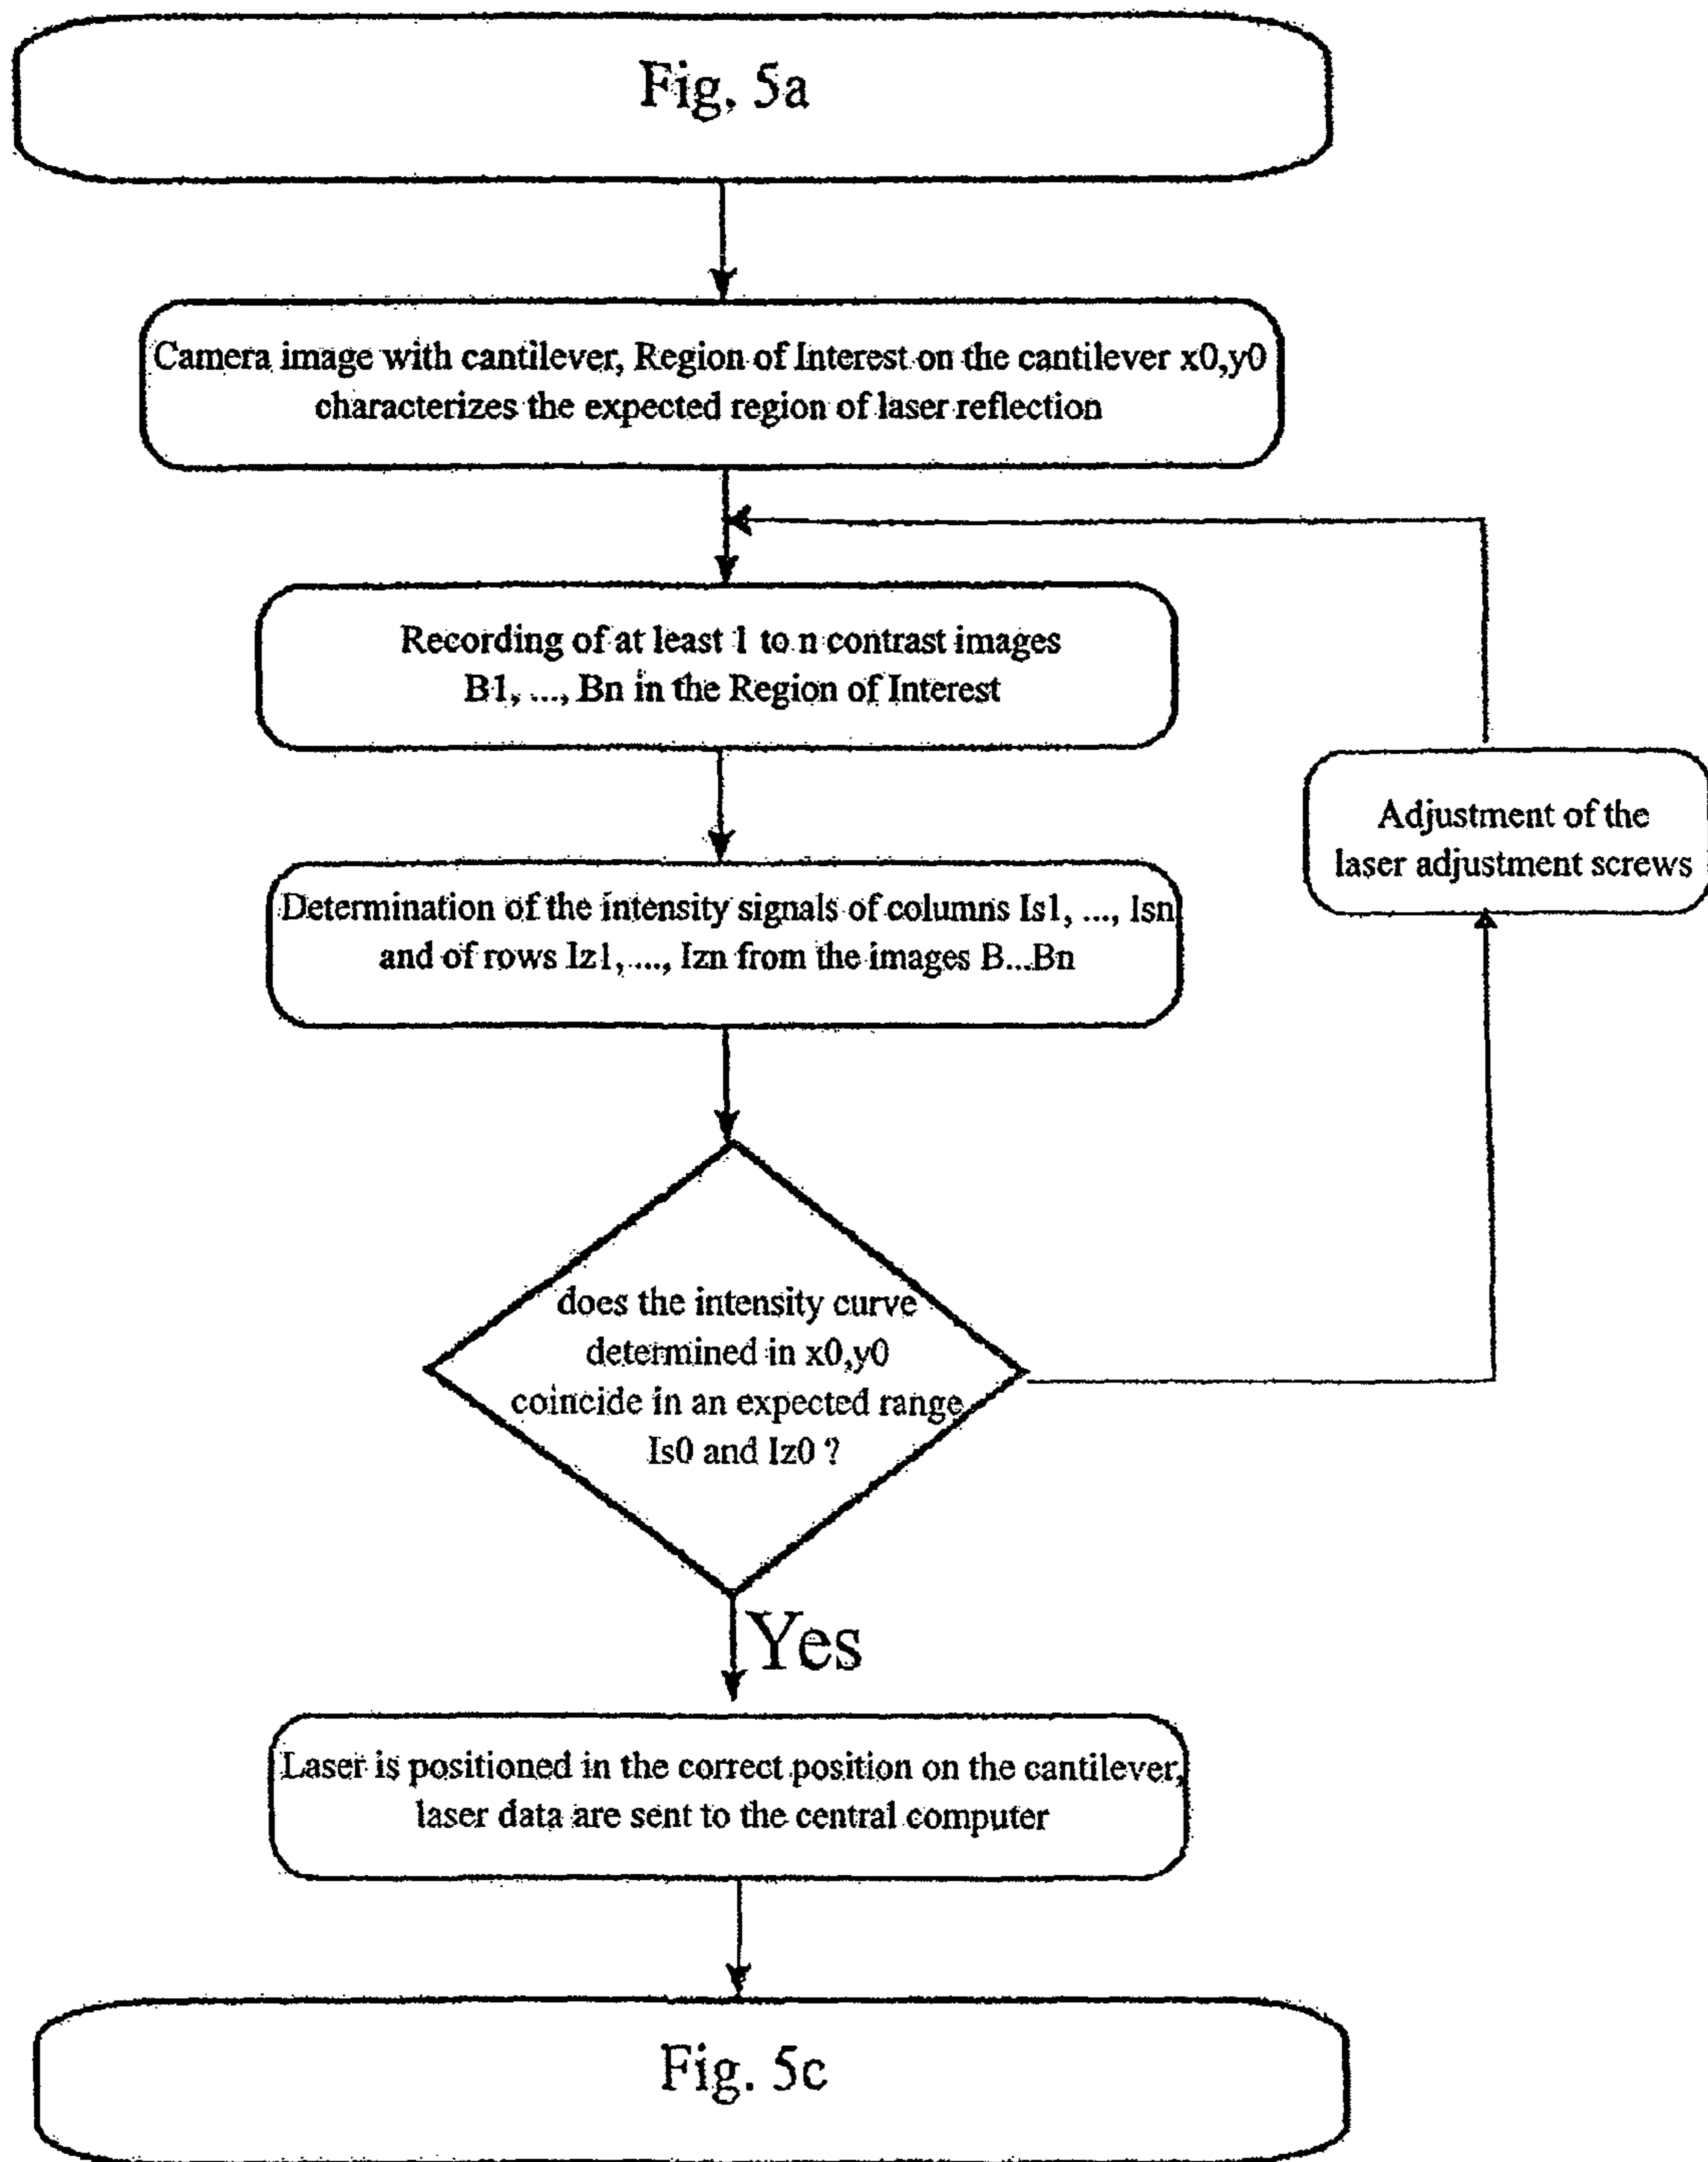 Fig. 5a
Camera image with cantilever, Region of Interest on the cantilever x0,y0
characterizes the expected region of laser reflection
Recording of at least 1 to n contrast images
B1, ..., Bn in the Region of Interest
Adjustment of the
laser adjustment screws
Determination of the intensity signals of columns Is1, ..., Isn
and of rows Iz1, ..., Izn from the images B...Bn
does the intensity curve
determined in x0,y0
coincide in an expected range
Is0 and Iz0 ?
Yes
Laser is positioned in the correct position on the cantilever,
laser data are sent to the central computer
Fig. 5c